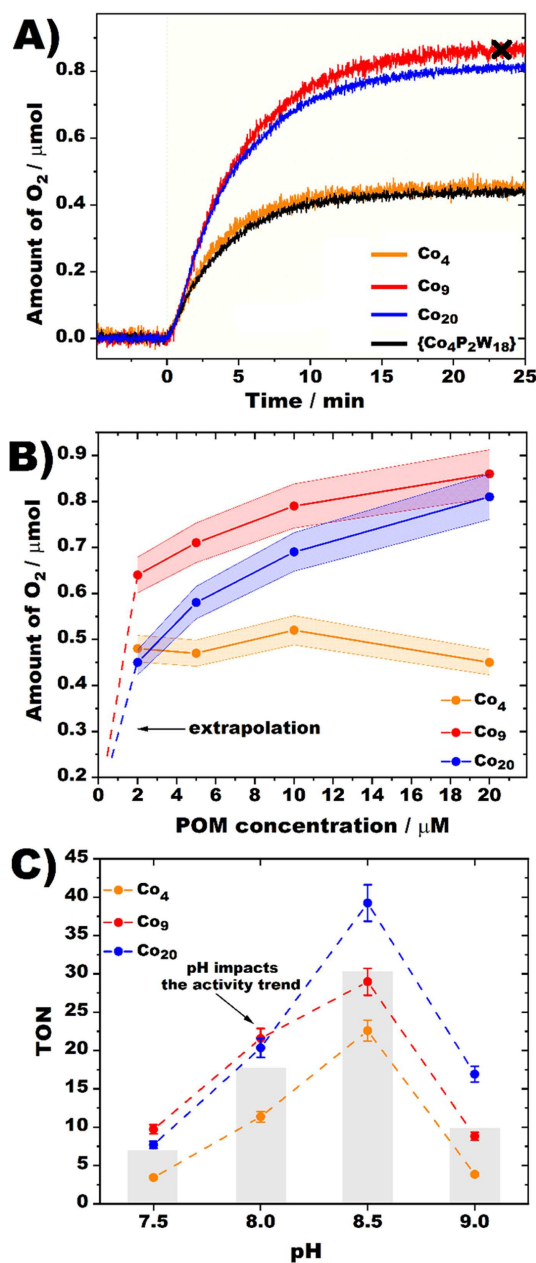 A)
Amount of O₂ / μmol
0.8
0.6
0.4
0.2
0.0
Co₄
Co₉
Co₂₀
{Co₄P₂W₁₈}
0 5 10 15 20 25
Time / min
B)
Amount of O₂ / μmol
0.9
0.8
0.7
0.6
0.5
0.4
0.3
0.2
extrapolation
Co₄
Co₉
Co₂₀
0 2 4 6 8 10 12 14 16 18 20
POM concentration / μM
C)
TON
45
40
35
30
25
20
15
10
5
0
Co₄
Co₉
Co₂₀
pH impacts
the activity trend
7.5 8.0 8.5 9.0
pH